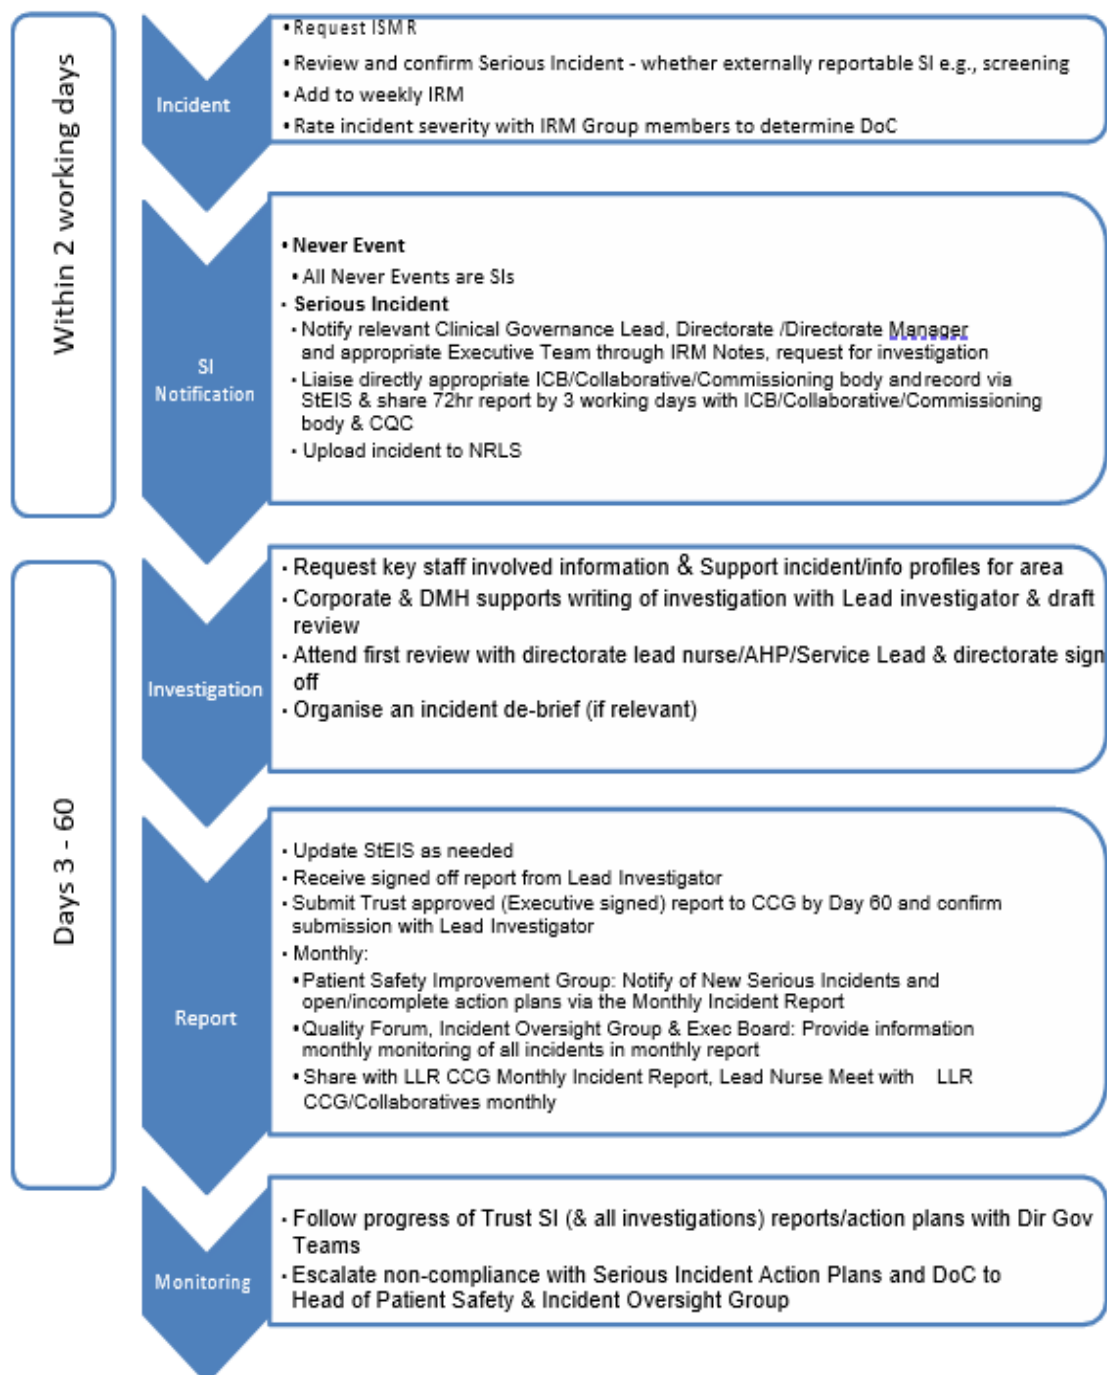 Within 2 working days
Incident
• Request ISMR
• Review and confirm Serious Incident - whether externally reportable SI e.g., screening
• Add to weekly IRM
• Rate incident severity with IRM Group members to determine DoC
SI
Notification
• Never Event
• All Never Events are SIs
• Serious Incident
• Notify relevant Clinical Governance Lead, Directorate /Directorate Manager
and appropriate Executive Team through IRM Notes, request for investigation
• Liaise directly appropriate ICB/Collaborative/Commissioning body and record via
StEIS & share 72hr report by 3 working days with ICB/Collaborative/Commissioning
body & CQC
• Upload incident to NRLS
Days 3 - 60
Investigation
• Request key staff involved information & Support incident/info profiles for area
• Corporate & DMH supports writing of investigation with Lead investigator & draft
review
• Attend first review with directorate lead nurse/AHP/Service Lead & directorate sign
off
• Organise an incident de-brief (if relevant)
Report
• Update StEIS as needed
• Receive signed off report from Lead Investigator
• Submit Trust approved (Executive signed) report to CCG by Day 60 and confirm
submission with Lead Investigator
• Monthly:
• Patient Safety Improvement Group: Notify of New Serious Incidents and
open/incomplete action plans via the Monthly Incident Report
• Quality Forum, Incident Oversight Group & Exec Board: Provide information
monthly monitoring of all incidents in monthly report
• Share with LLR CCG Monthly Incident Report, Lead Nurse Meet with LLR
CCG/Collaboratives monthly
Monitoring
• Follow progress of Trust SI (& all investigations) reports/action plans with Dir Gov
Teams
• Escalate non-compliance with Serious Incident Action Plans and DoC to
Head of Patient Safety & Incident Oversight Group